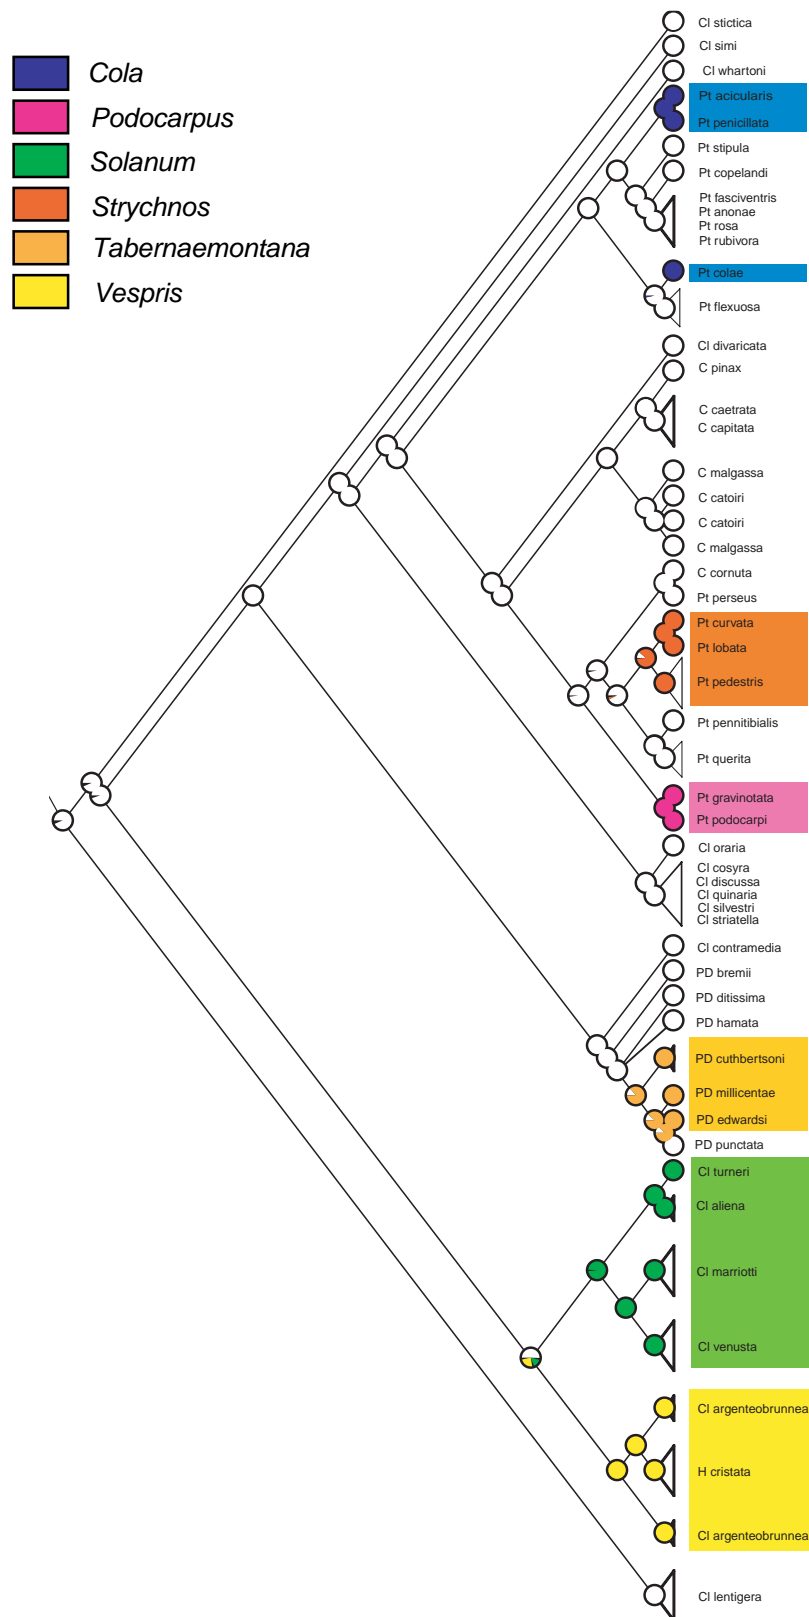 Cola
Podocarpus
Solanum
Strychnos
Tabernaemontana
Vespris
Cl stictica
Cl simi
Cl whartoni
Pt acicularis
Pt penicillata
Pt stipula
Pt copelandi
Pt fasciventris
Pt anonae
Pt rosa
Pt rubivora
Pt colae
Pt flexuosa
Cl divaricata
C pinax
C caetrata
C capitata
C malgassa
C catoiri
C catoiri
C malgassa
C cornuta
Pt perseus
Pt curvata
Pt lobata
Pt pedestris
Pt pennitibialis
Pt querita
Pt gravinotata
Pt podocarpi
Cl oraria
Cl cosyra
Cl discussa
Cl quinaria
Cl silvestri
Cl striatella
Cl contramedia
PD bremii
PD ditissima
PD hamata
PD cuthbertsoni
PD millicentae
PD edwardsi
PD punctata
Cl turneri
Cl aliena
Cl marriotti
Cl venusta
Cl argenteobrunnea
H cristata
Cl argenteobrunnea
Cl lentigera